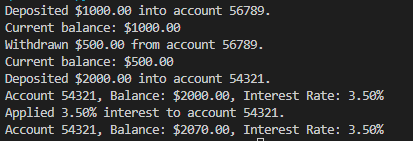 Deposited $1000.00 into account 56789.
Current balance: $1000.00
Withdrawn $500.00 from account 56789.
Current balance: $500.00
Deposited $2000.00 into account 54321.
Account 54321, Balance: $2000.00, Interest Rate: 3.50%
Applied 3.50% interest to account 54321.
Account 54321, Balance: $2070.00, Interest Rate: 3.50%